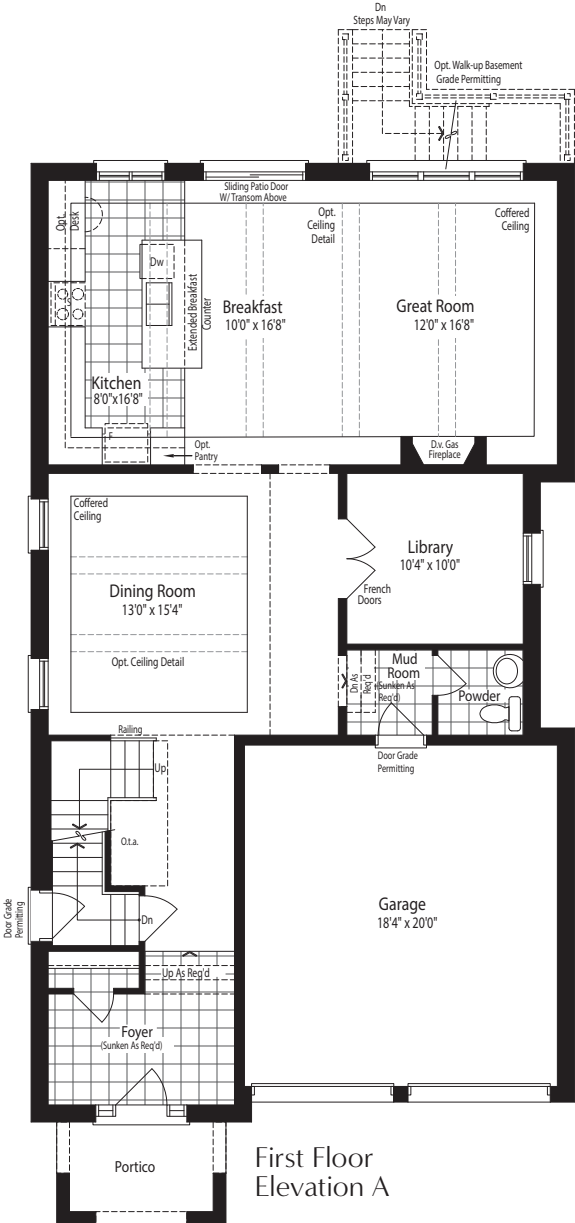 Dn
Steps May Vary
Opt. Walk-up Basement
Grade Permitting
Sliding Patio Door
W/ Transom Above
Opt.
Desk
Opt.
Ceiling
Detail
Coffered
Ceiling
Dw
Extended Breakfast
Counter
Breakfast
10'0" x 16'8"
Great Room
12'0" x 16'8"
Kitchen
8'0"x16'8"
F
Opt.
Pantry
D.v. Gas
Fireplace
Coffered
Ceiling
Library
10'4" x 10'0"
French
Doors
Dining Room
13'0" x 15'4"
Opt. Ceiling Detail
Mud
Room
(Sunken As
Req'd)
Dn As
Req'd
Powder
Railing
Door Grade
Permitting
Up
O.t.a.
Garage
18'4" x 20'0"
Door Grade
Permitting
Dn
Up As Req'd
Foyer
(Sunken As Req'd)
Portico
First Floor
Elevation A